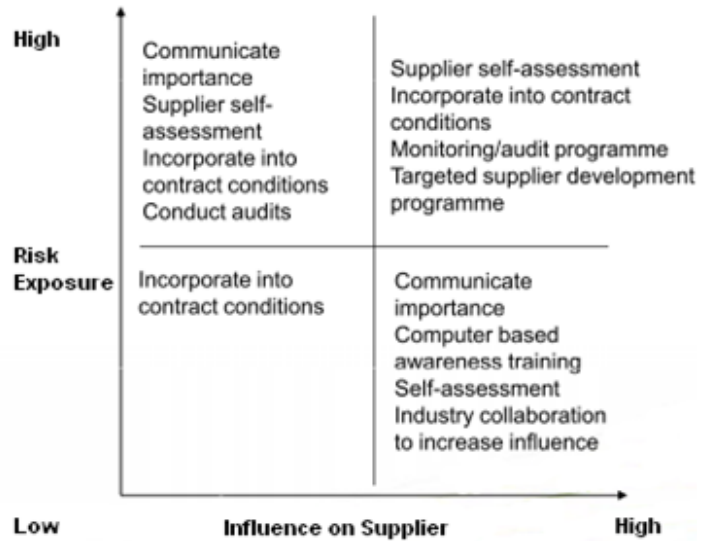 High
Communicate
importance
Supplier self-
assessment
Incorporate into
contract conditions
Conduct audits
Supplier self-assessment
Incorporate into contract
conditions
Monitoring/audit programme
Targeted supplier development
programme
Risk
Exposure
Incorporate into
contract conditions
Communicate
importance
Computer based
awareness training
Self-assessment
Industry collaboration
to increase influence
Low
Influence on Supplier
High